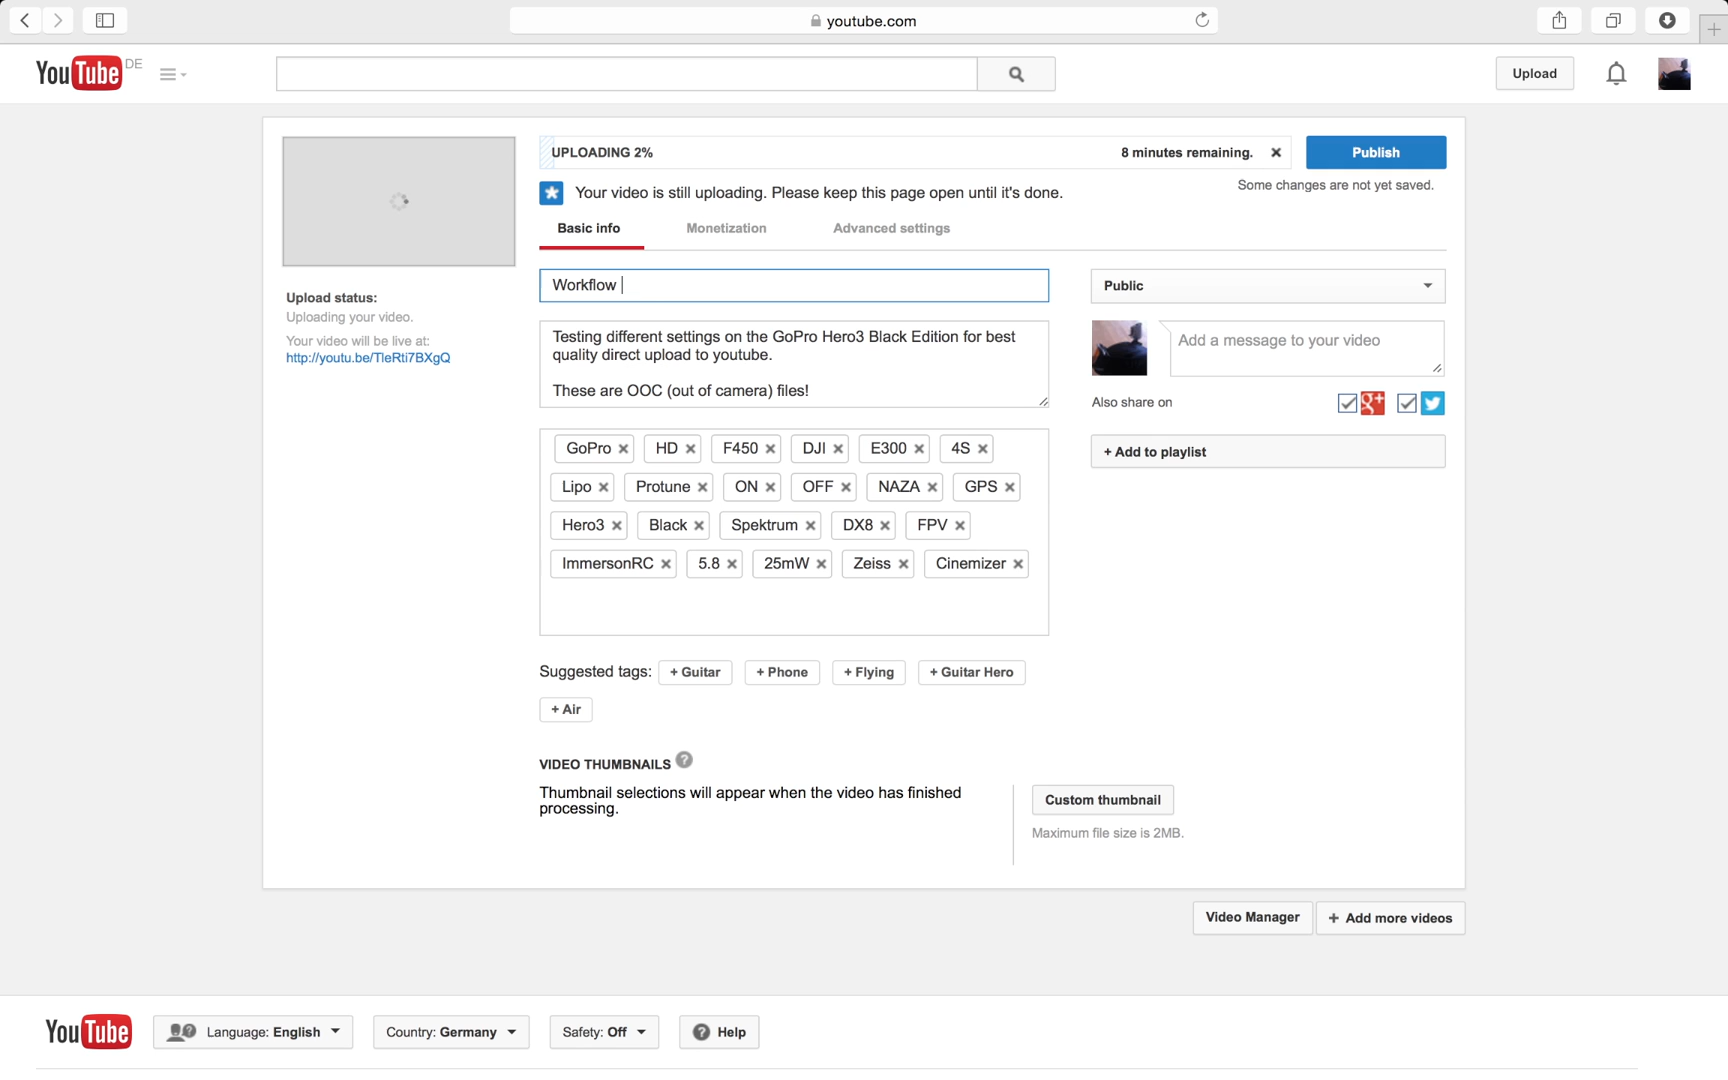 youtube.com
YouTube DE
Upload
UPLOADING 2%
8 minutes remaining.
Publish
Your video is still uploading. Please keep this page open until it's done.
Some changes are not yet saved.
Basic info
Monetization
Advanced settings
Upload status:
Uploading your video.
Your video will be live at:
http://youtu.be/TleRti7BXgQ
Workflow
Public
Testing different settings on the GoPro Hero3 Black Edition for best
quality direct upload to youtube.
These are OOC (out of camera) files!
Add a message to your video
Also share on
g+
+ Add to playlist
GoPro × HD × F450 × DJI × E300 × 4S ×
Lipo × Protune × ON × OFF × NAZA × GPS ×
Hero3 × Black × Spektrum × DX8 × FPV ×
ImmersonRC × 5.8 × 25mW × Zeiss × Cinemizer ×
Suggested tags: + Guitar + Phone + Flying + Guitar Hero
+ Air
VIDEO THUMBNAILS ?
Thumbnail selections will appear when the video has finished
processing.
Custom thumbnail
Maximum file size is 2MB.
Video Manager
+ Add more videos
YouTube
Language: English
Country: Germany
Safety: Off
? Help